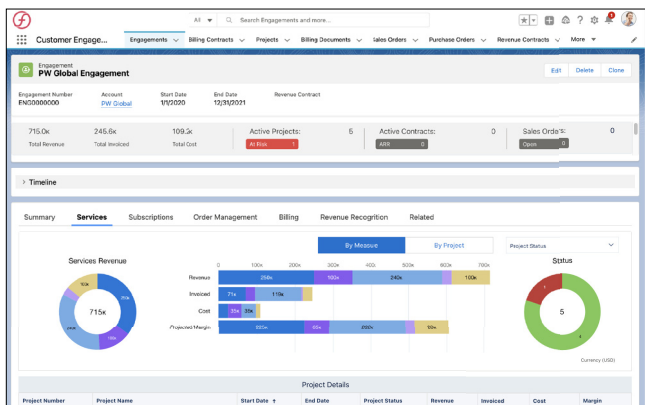 All
Search Engagements and more...
Customer Engage...
Engagements
Billing Contracts
Projects
Billing Documents
Sales Orders
Purchase Orders
Revenue Contracts
More
Engagement
PW Global Engagement
Edit
Delete
Clone
Engagement Number
Account
Start Date
End Date
Revenue Contract
ENG0000000
PW Global
1/1/2020
12/31/2021
715.0K
245.6K
Total Revenue
Total Invoiced
Total Cost
Active Projects:
5
At Risk
1
Active Contracts:
0
ARR
0
Sales Orders:
0
Open
0
Timeline
Summary
Services
Subscriptions
Order Management
Billing
Revenue Recognition
Related
By Measure
By Project
Project Status
Services Revenue
715K
0
100K
200K
300K
400K
500K
600K
700K
Revenue
100K
240K
100K
Invoiced
71K
119K
Cost
35K
35K
Projected Margin
Status
5
4
Currency (USD)
Project Details
Project Number
Project Name
Start Date
End Date
Project Status
Revenue
Invoiced
Cost
Margin